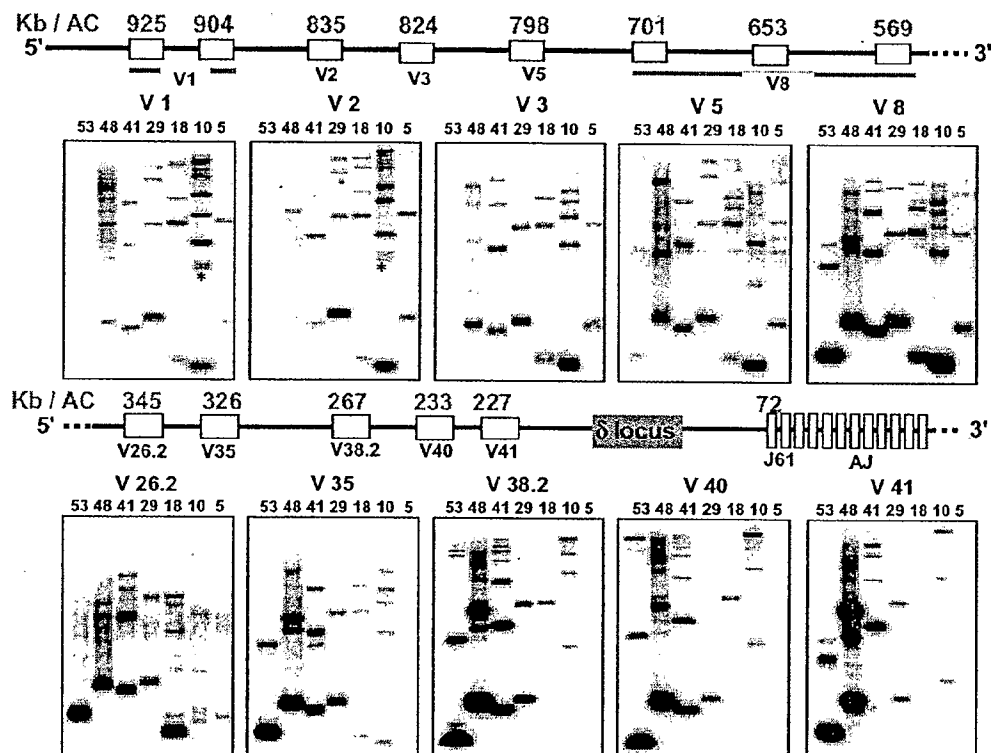 Kb / AC 925 904 835 824 798 701 653 569
5' 3'
V1 V2 V3 V5 V8
V 1 V 2 V 3 V 5 V 8
53 48 41 29 18 10 5 53 48 41 29 18 10 5 53 48 41 29 18 10 5 53 48 41 29 18 10 5 53 48 41 29 18 10 5
*
*
Kb / AC 345 326 267 233 227 72
5' δ locus 3'
V26.2 V35 V38.2 V40 V41 J61 AJ
V 26.2 V 35 V 38.2 V 40 V 41
53 48 41 29 18 10 5 53 48 41 29 18 10 5 53 48 41 29 18 10 5 53 48 41 29 18 10 5 53 48 41 29 18 10 5